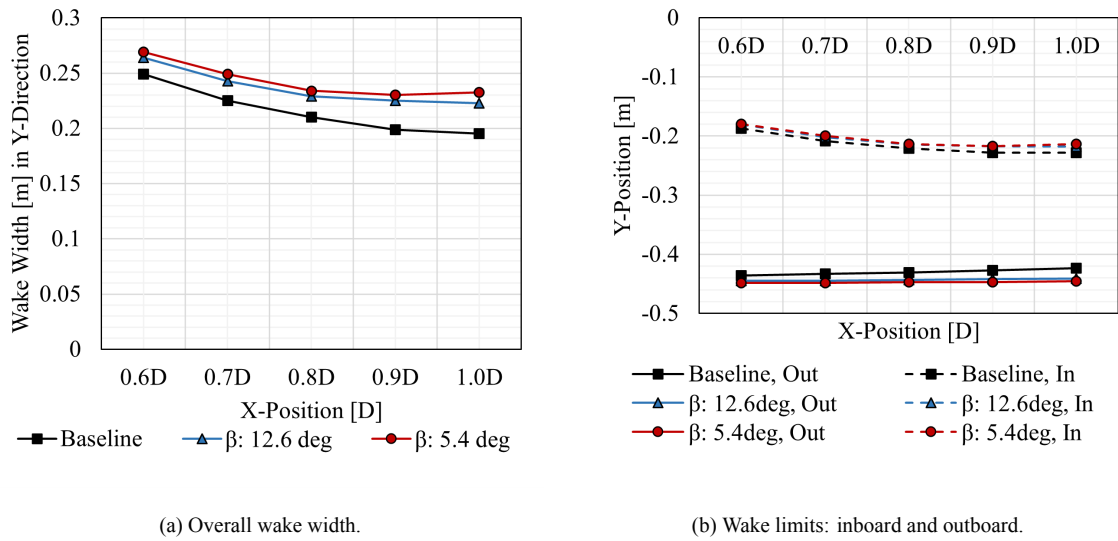 0.3
0.25
0.2
0.15
0.1
0.05
0
Wake Width [m] in Y-Direction
0.6D 0.7D 0.8D 0.9D 1.0D
X-Position [D]
Baseline β: 12.6 deg β: 5.4 deg
(a) Overall wake width.
0
-0.1
-0.2
-0.3
-0.4
-0.5
Y-Position [m]
0.6D 0.7D 0.8D 0.9D 1.0D
X-Position [D]
Baseline, Out Baseline, In
β: 12.6deg, Out β: 12.6deg, In
β: 5.4deg, Out β: 5.4deg, In
(b) Wake limits: inboard and outboard.